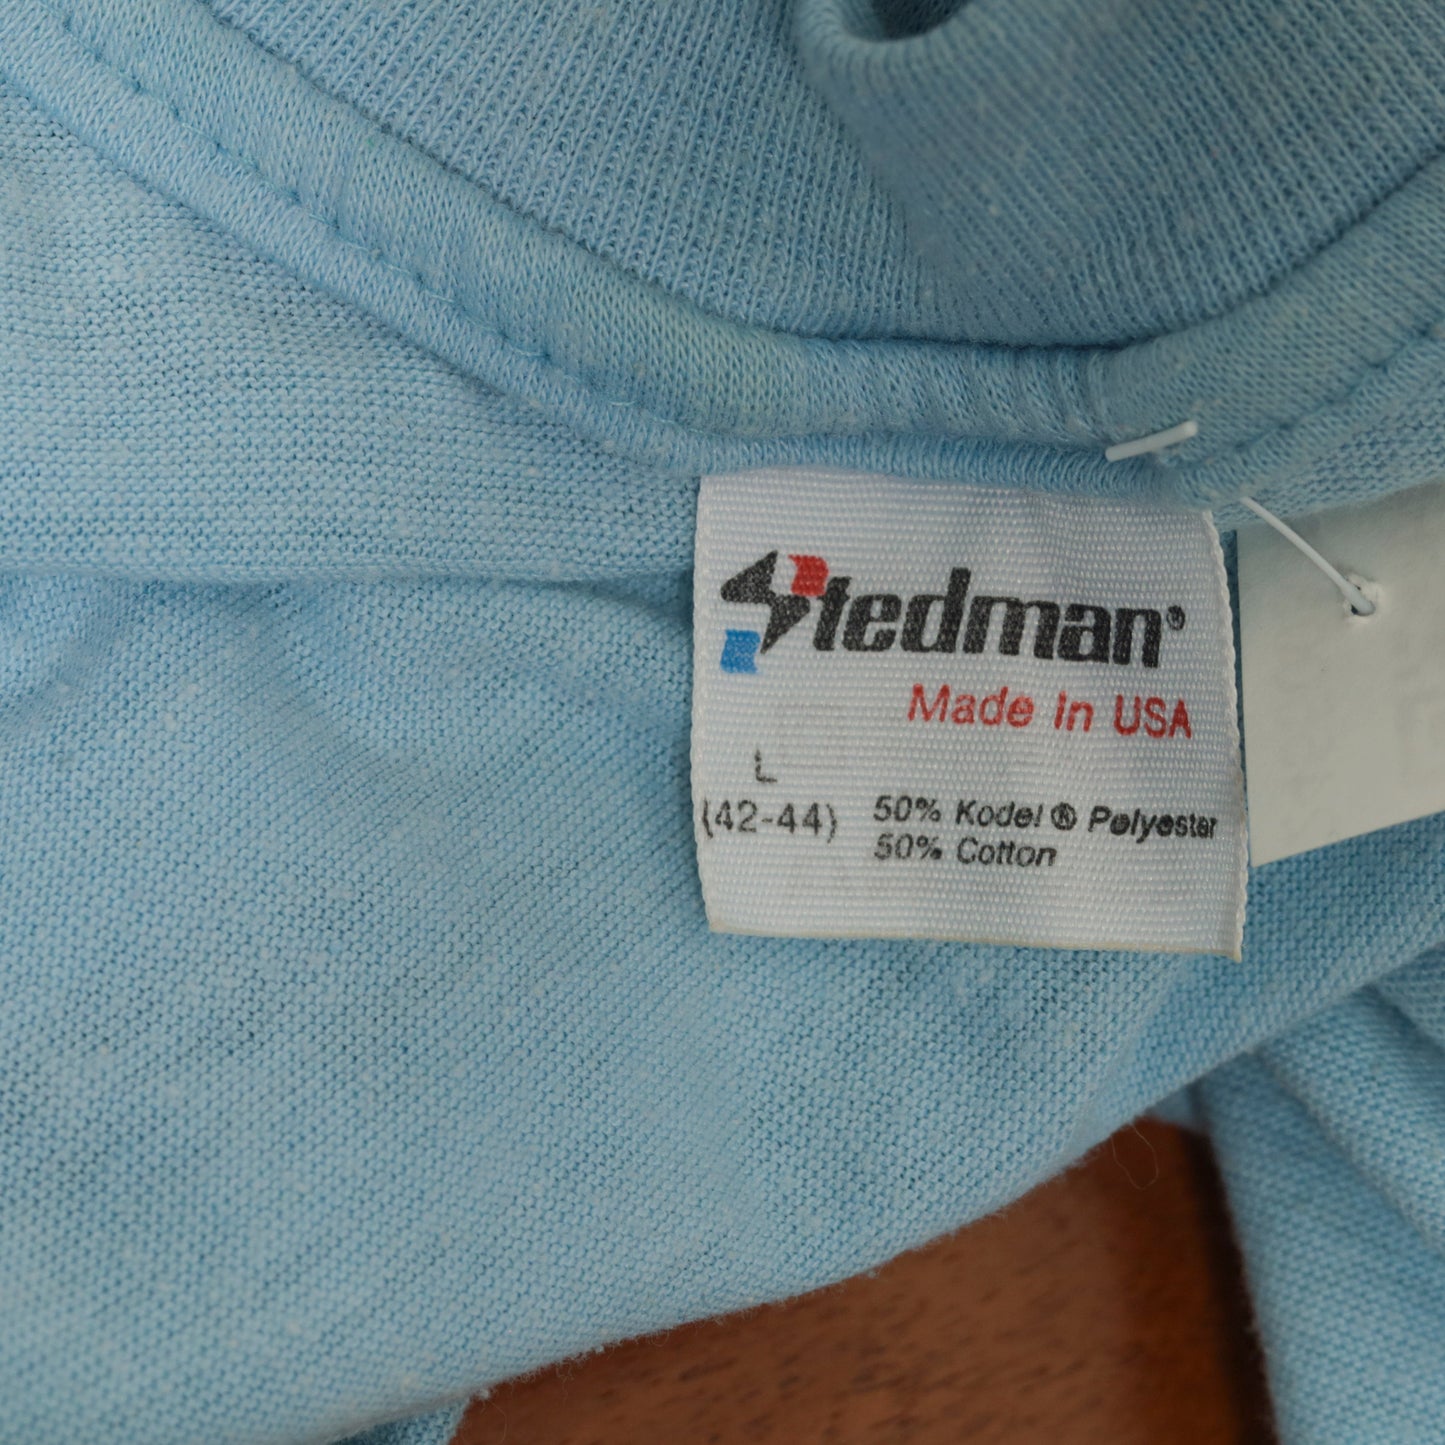 Stedman®
Made In USA
L
(42-44)
50% Kodel ® Polyester
50% Cotton